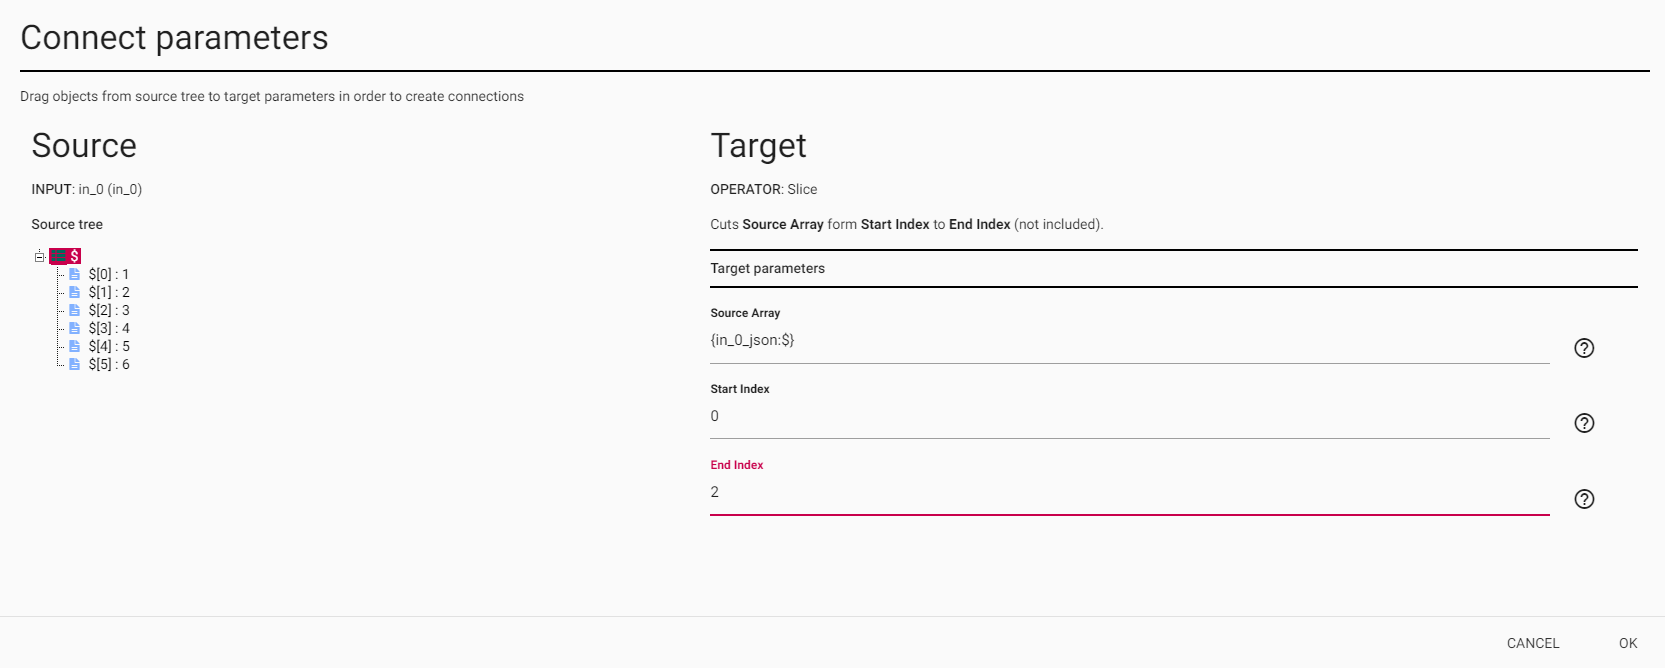 Connect parameters
Drag objects from source tree to target parameters in order to create connections
Source
INPUT: in_0 (in_0)
Source tree
$
$[0] : 1
$[1] : 2
$[2] : 3
$[3] : 4
$[4] : 5
$[5] : 6
Target
OPERATOR: Slice
Cuts Source Array form Start Index to End Index (not included).
Target parameters
Source Array
{in_0_json:$}
Start Index
0
End Index
2
CANCEL
OK